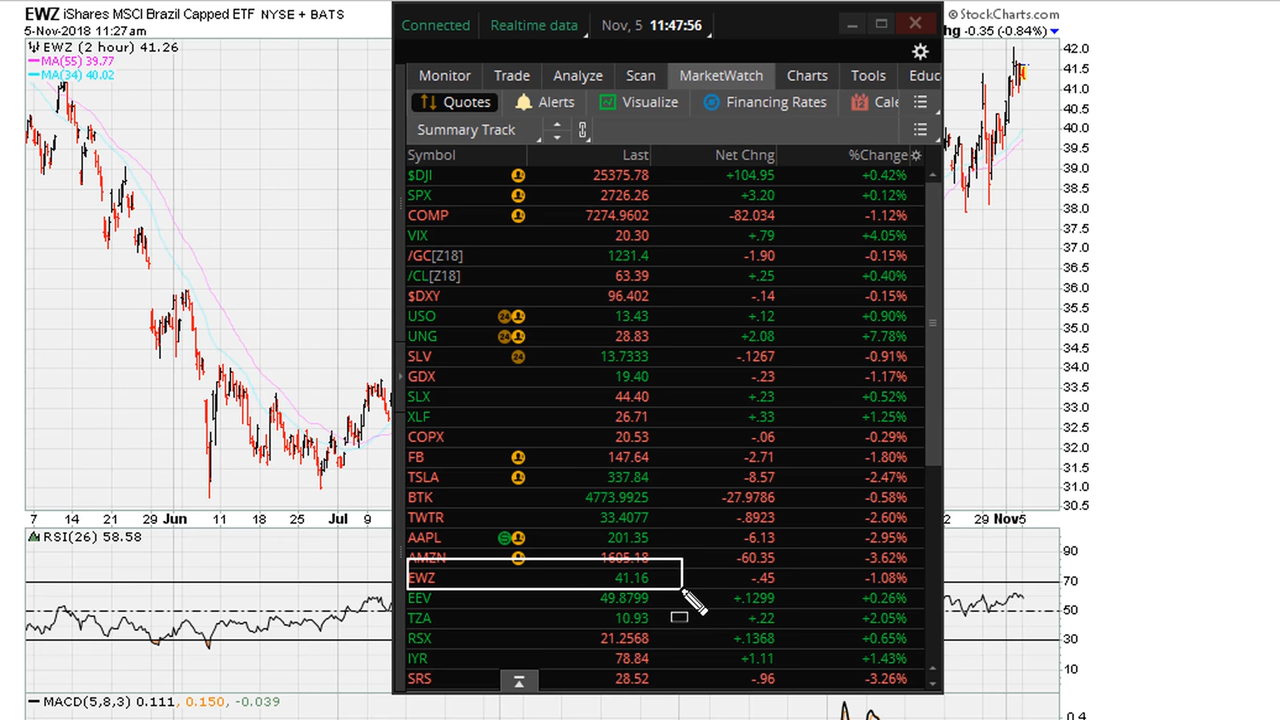 EWZ iShares MSCI Brazil Capped ETF NYSE + BATS
5-Nov-2018 11:27am
© StockCharts.com
hg -0.35 (-0.84%)
EWZ (2 hour) 41.26
MA(55) 39.77
MA(34) 40.02
Connected Realtime data Nov, 5 11:47:56
Monitor Trade Analyze Scan MarketWatch Charts Tools Educ
Quotes Alerts Visualize Financing Rates Cale
Summary Track
Symbol Last Net Chng %Change
$DJI 25375.78 +104.95 +0.42%
SPX 2726.26 +3.20 +0.12%
COMP 7274.9602 -82.034 -1.12%
VIX 20.30 +.79 +4.05%
/GC[Z18] 1231.4 -1.90 -0.15%
/CL[Z18] 63.39 +.25 +0.40%
$DXY 96.402 -.14 -0.15%
USO 13.43 +.12 +0.90%
UNG 28.83 +2.08 +7.78%
SLV 13.7333 -.1267 -0.91%
GDX 19.40 -.23 -1.17%
SLX 44.40 +.23 +0.52%
XLF 26.71 +.33 +1.25%
COPX 20.53 -.06 -0.29%
FB 147.64 -2.71 -1.80%
TSLA 337.84 -8.57 -2.47%
BTK 4773.9925 -27.9786 -0.58%
TWTR 33.4077 -.8923 -2.60%
AAPL 201.35 -6.13 -2.95%
AMZN 1605.18 -60.35 -3.62%
EWZ 41.16 -.45 -1.08%
EEV 49.8799 +.1299 +0.26%
TZA 10.93 +.22 +2.05%
RSX 21.2568 +.1368 +0.65%
IYR 78.84 +1.11 +1.43%
SRS 28.52 -.96 -3.26%
42.0
41.5
41.0
40.5
40.0
39.5
39.0
38.5
38.0
37.5
37.0
36.5
36.0
35.5
35.0
34.5
34.0
33.5
33.0
32.5
32.0
31.5
31.0
30.5
7 14 21 29 Jun 11 18 25 Jul 9
2 29 Nov5
RSI(26) 58.58
90
70
50
30
10
MACD(5,8,3) 0.111, 0.150, -0.039
0.4